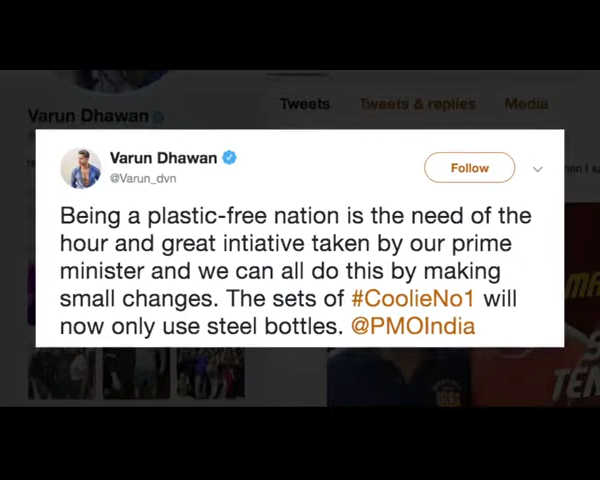 Varun Dhawan
Tweets Tweets & replies Media
Varun Dhawan
@Varun_dvn
Follow
Being a plastic-free nation is the need of the
hour and great intiative taken by our prime
minister and we can all do this by making
small changes. The sets of #CoolieNo1 will
now only use steel bottles. @PMOIndia